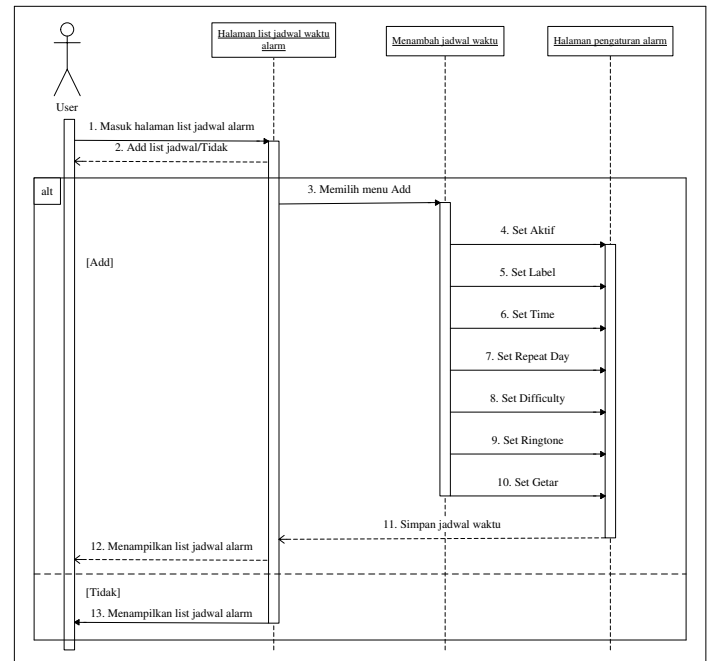 Halaman list jadwal waktu
alarm
Menambah jadwal waktu
Halaman pengaturan alarm
User
1. Masuk halaman list jadwal alarm
2. Add list jadwal/Tidak
alt
3. Memilih menu Add
4. Set Aktif
[Add]
5. Set Label
6. Set Time
7. Set Repeat Day
8. Set Difficulty
9. Set Ringtone
10. Set Getar
11. Simpan jadwal waktu
12. Menampilkan list jadwal alarm
[Tidak]
13. Menampilkan list jadwal alarm